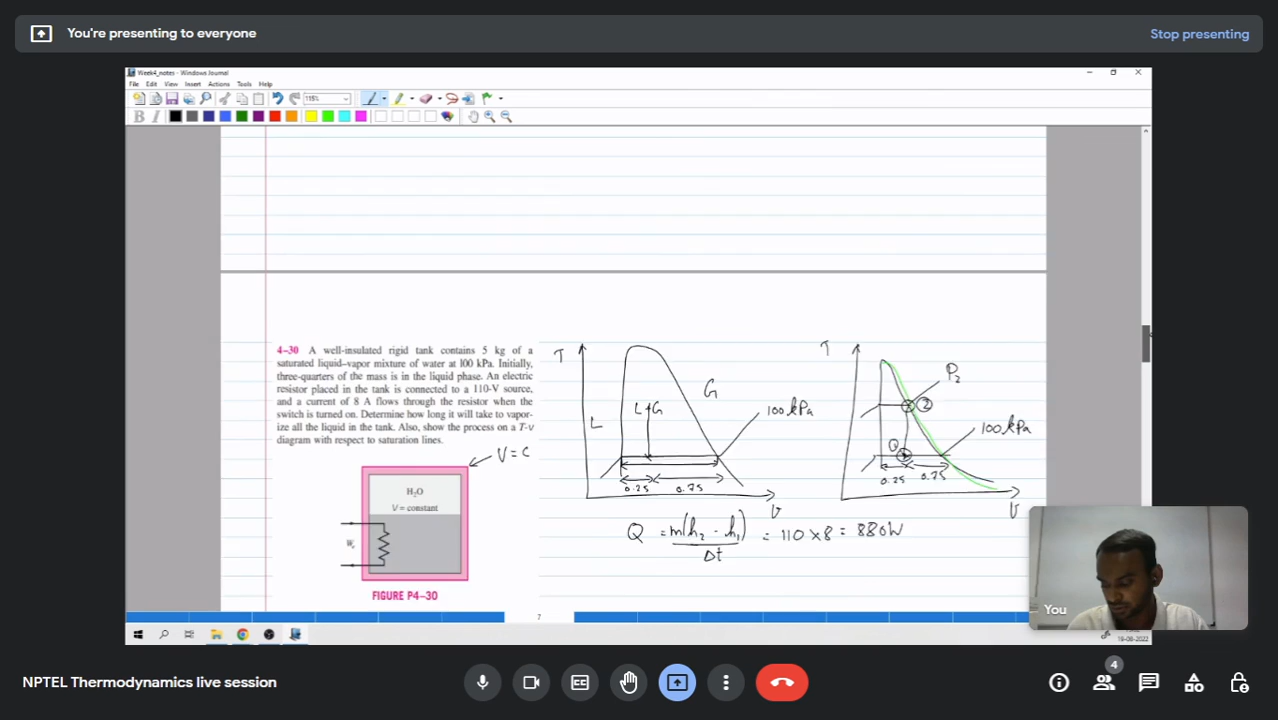 You're presenting to everyone
Stop presenting
Week4_notes - Windows Journal
File Edit View Insert Actions Tools Help
115%
B I
4–30 A well-insulated rigid tank contains 5 kg of a
saturated liquid–vapor mixture of water at 100 kPa. Initially,
three-quarters of the mass is in the liquid phase. An electric
resistor placed in the tank is connected to a 110-V source,
and a current of 8 A flows through the resistor when the
switch is turned on. Determine how long it will take to vapor-
ize all the liquid in the tank. Also, show the process on a T-v
diagram with respect to saturation lines.
V = C
H₂O
V = constant
FIGURE P4–30
T
L
L+G
G
100 kPa
0.25 0.75
V
T
P₂
2
100 kPa
0.25 0.75
V
Q = m(h₂ - h₁) / Δt = 110 × 8 = 880W
7
You
19-08-2022
NPTEL Thermodynamics live session
4